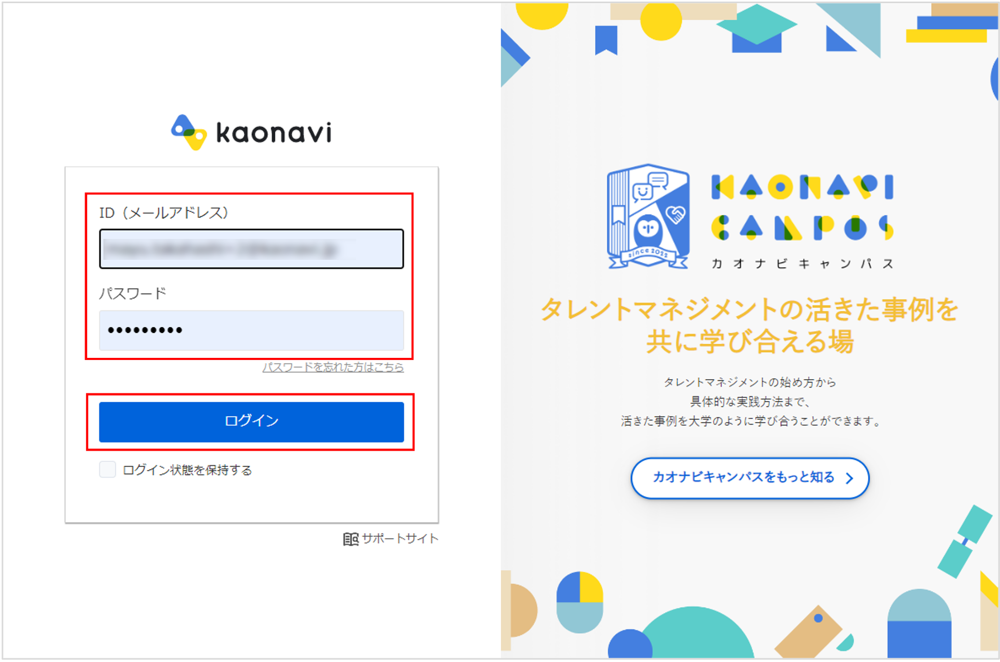 kaonavi
ID（メールアドレス）
パスワード
•••••••••
パスワードを忘れた方はこちら
ログイン
ログイン状態を保持する
サポートサイト
since 2022
KAONAVI
CAMPUS
カオナビキャンパス
タレントマネジメントの活きた事例を
共に学び合える場
タレントマネジメントの始め方から
具体的な実践方法まで、
活きた事例を大学のように学び合うことができます。
カオナビキャンパスをもっと知る